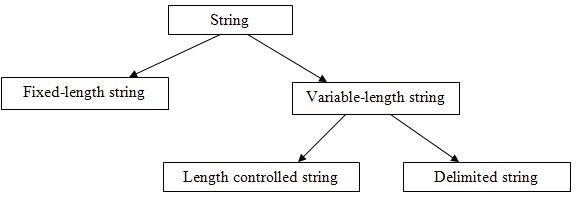 String
Fixed-length string
Variable-length string
Length controlled string
Delimited string